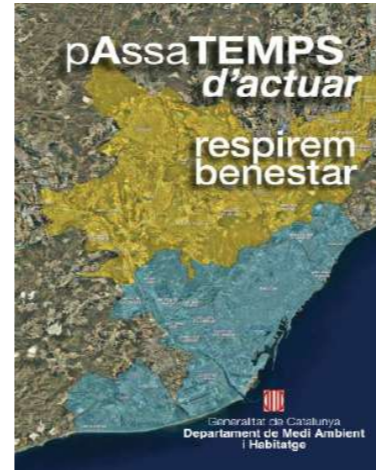 pAssaTEMPS
d'actuar
respirem
benestar
Generalitat de Catalunya
Departament de Medi Ambient
i Habitatge